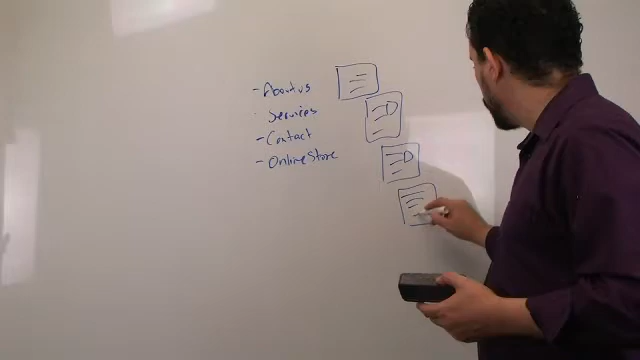 - About us
- Services
- Contact
- Online Store